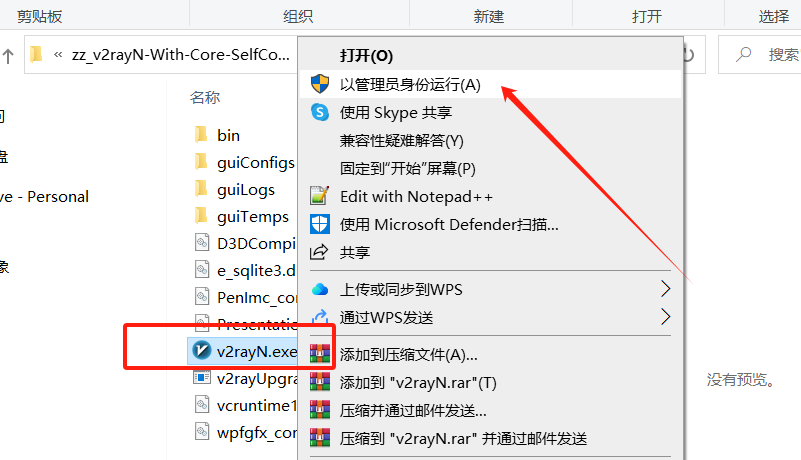 剪贴板 组织 新建 打开 选择
« zz_v2rayN-With-Core-SelfCo... 搜索
名称
bin
guiConfigs
guiLogs
guiTemps
D3DCompi
e_sqlite3.d
PenImc_co
Presentatio
v2rayN.exe
v2rayUpgra
vcruntime1
wpfgfx_co
ve - Personal
打开(O)
以管理员身份运行(A)
使用 Skype 共享
兼容性疑难解答(Y)
固定到“开始”屏幕(P)
Edit with Notepad++
使用 Microsoft Defender扫描...
共享
上传或同步到WPS
通过WPS发送
添加到压缩文件(A)...
添加到 "v2rayN.rar"(T)
压缩并通过邮件发送...
压缩到 "v2rayN.rar" 并通过邮件发送
没有预览。